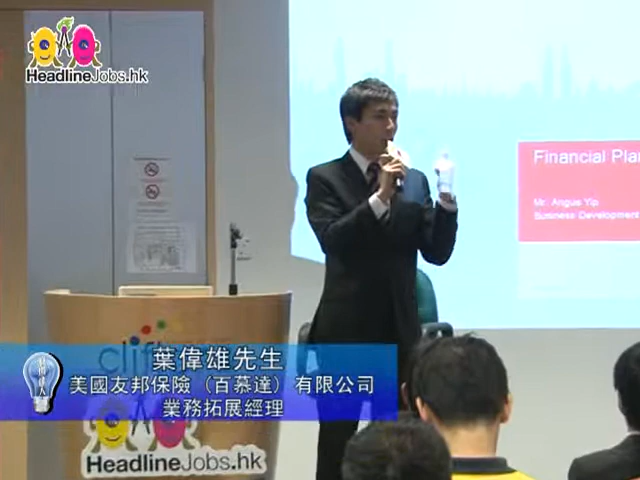 HeadlineJobs.hk
Financial Pla
Mr. Angus Yip
Business Development
葉偉雄先生
美國友邦保險（百慕達）有限公司
業務拓展經理
HeadlineJobs.hk